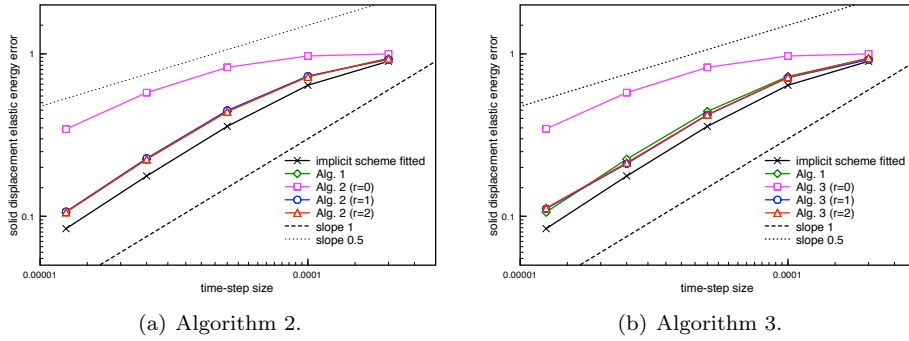 solid displacement elastic energy error
1
0.1
0.00001
0.0001
time-step size
implicit scheme fitted
Alg. 1
Alg. 2 (r=0)
Alg. 2 (r=1)
Alg. 2 (r=2)
slope 1
slope 0.5
(a) Algorithm 2.
solid displacement elastic energy error
1
0.1
0.00001
0.0001
time-step size
implicit scheme fitted
Alg. 1
Alg. 3 (r=0)
Alg. 3 (r=1)
Alg. 3 (r=2)
slope 1
slope 0.5
(b) Algorithm 3.